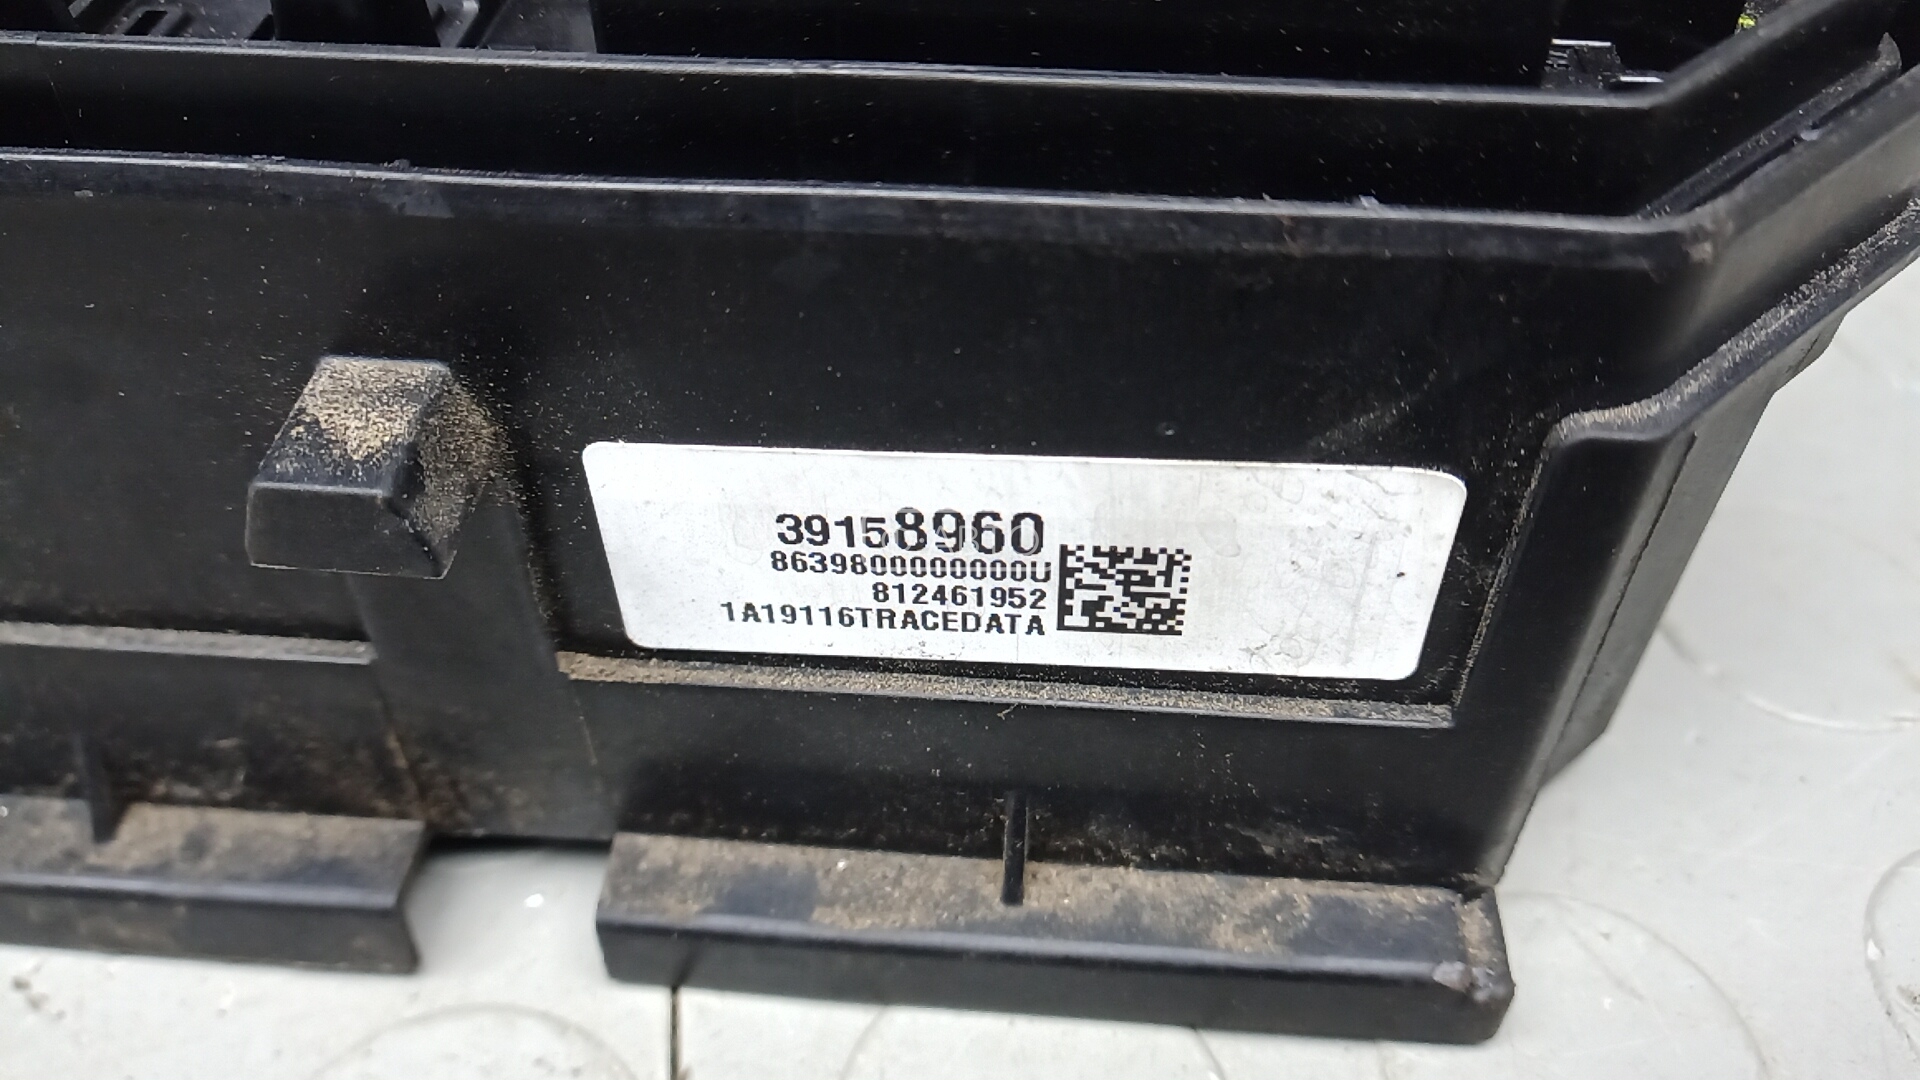 39158960
8639800000000U
812461952
1A19116TRACEDATA